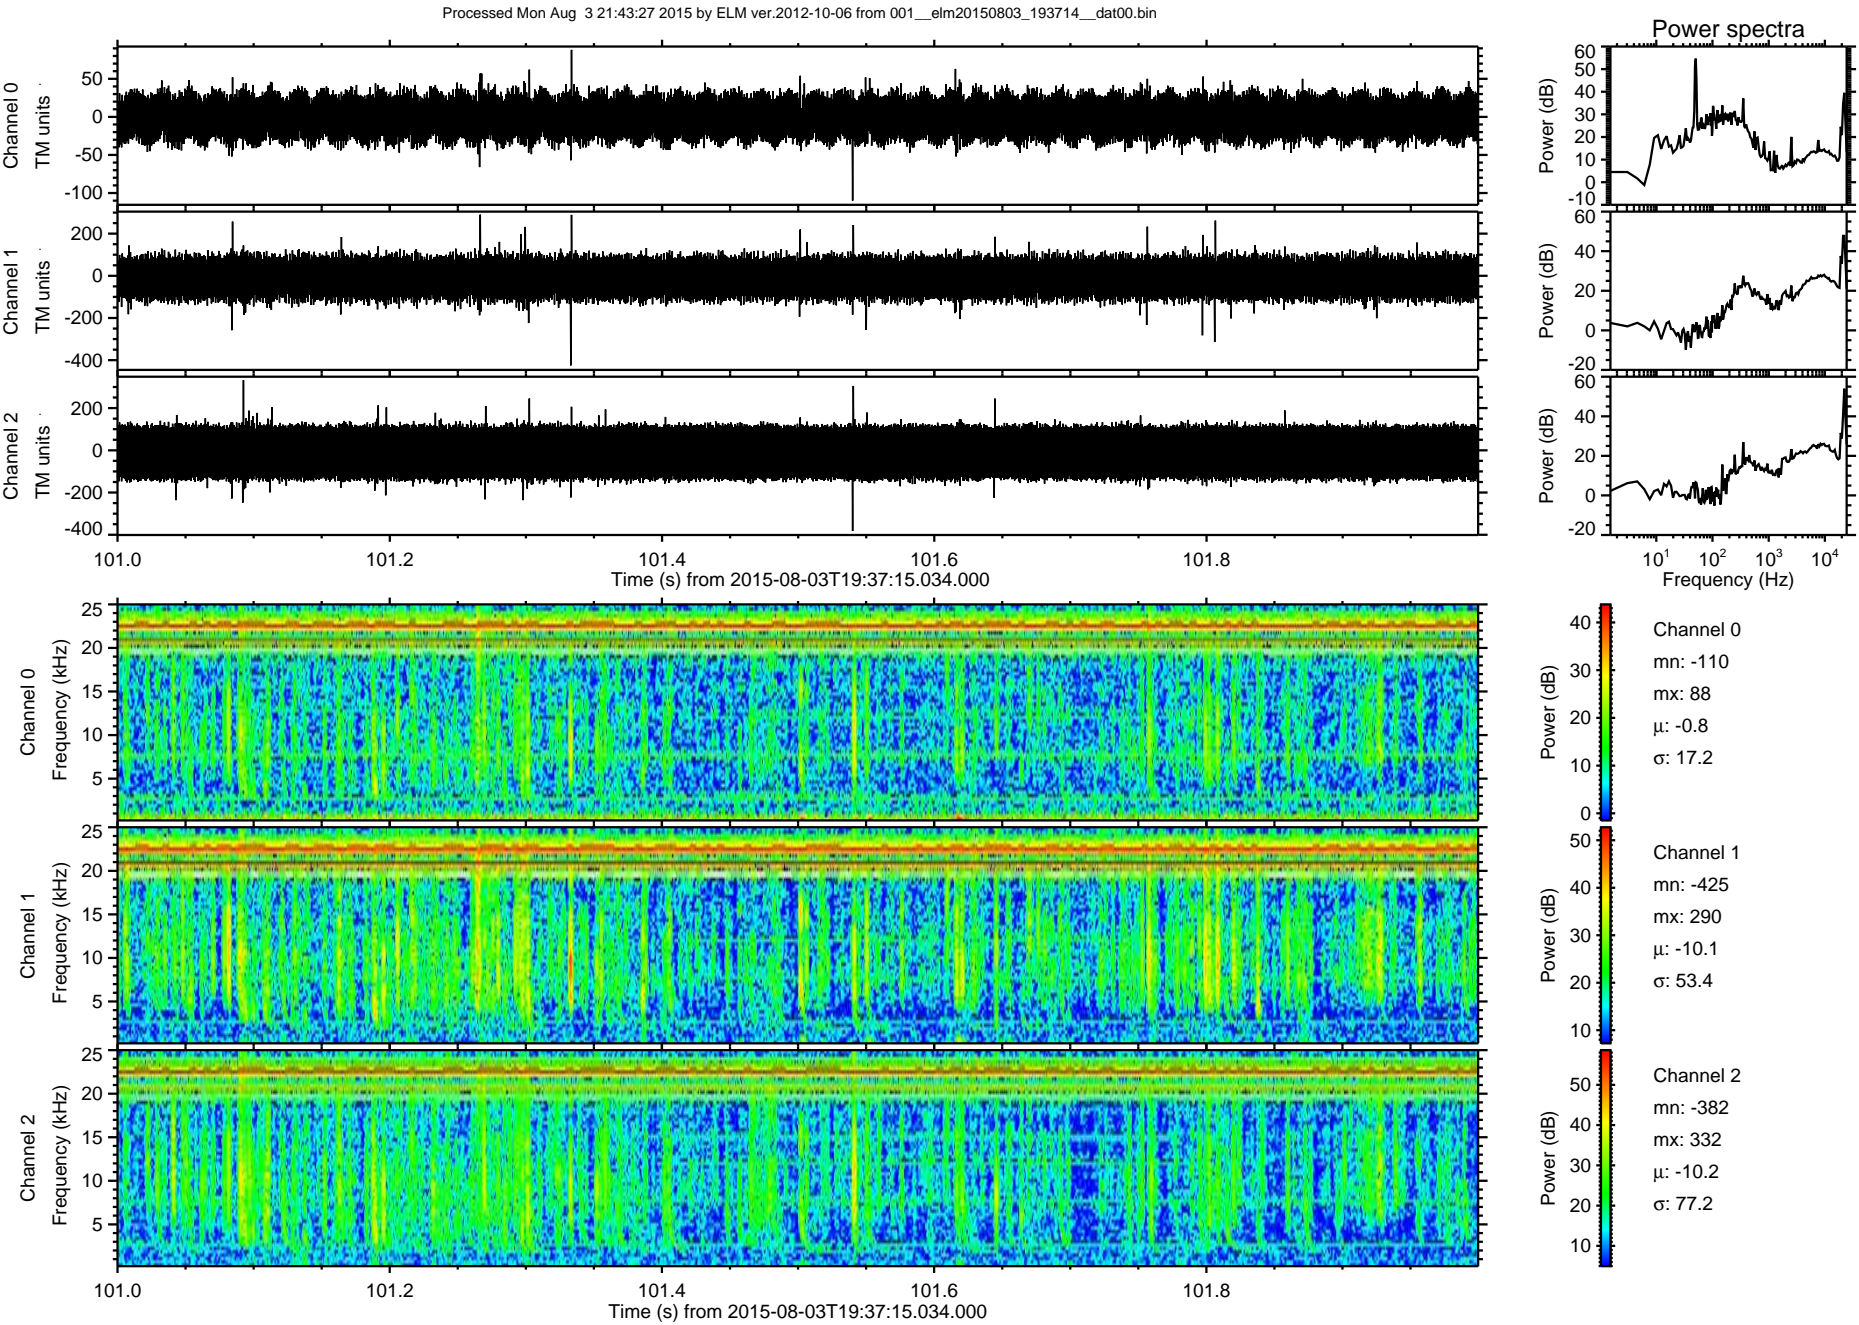 Processed Mon Aug  3 21:43:27 2015 by ELM ver.2012-10-06 from 001__elm20150803_193714__dat00.bin
Power spectra
Channel 0
TM units
50
0
-50
-100
Power (dB)
60
50
40
30
20
10
0
-10
Channel 1
TM units
200
0
-200
-400
Power (dB)
60
40
20
0
-20
Channel 2
TM units
200
0
-200
-400
Power (dB)
60
40
20
0
-20
101.0
101.2
101.4
101.6
101.8
Time (s) from 2015-08-03T19:37:15.034.000
10¹
10²
10³
10⁴
Frequency (Hz)
Channel 0
Frequency (kHz)
25
20
15
10
5
Power (dB)
40
30
20
10
0
Channel 0
mn: -110
mx: 88
μ: -0.8
σ: 17.2
Channel 1
Frequency (kHz)
25
20
15
10
5
Power (dB)
50
40
30
20
10
Channel 1
mn: -425
mx: 290
μ: -10.1
σ: 53.4
Channel 2
Frequency (kHz)
25
20
15
10
5
Power (dB)
50
40
30
20
10
Channel 2
mn: -382
mx: 332
μ: -10.2
σ: 77.2
101.0
101.2
101.4
101.6
101.8
Time (s) from 2015-08-03T19:37:15.034.000